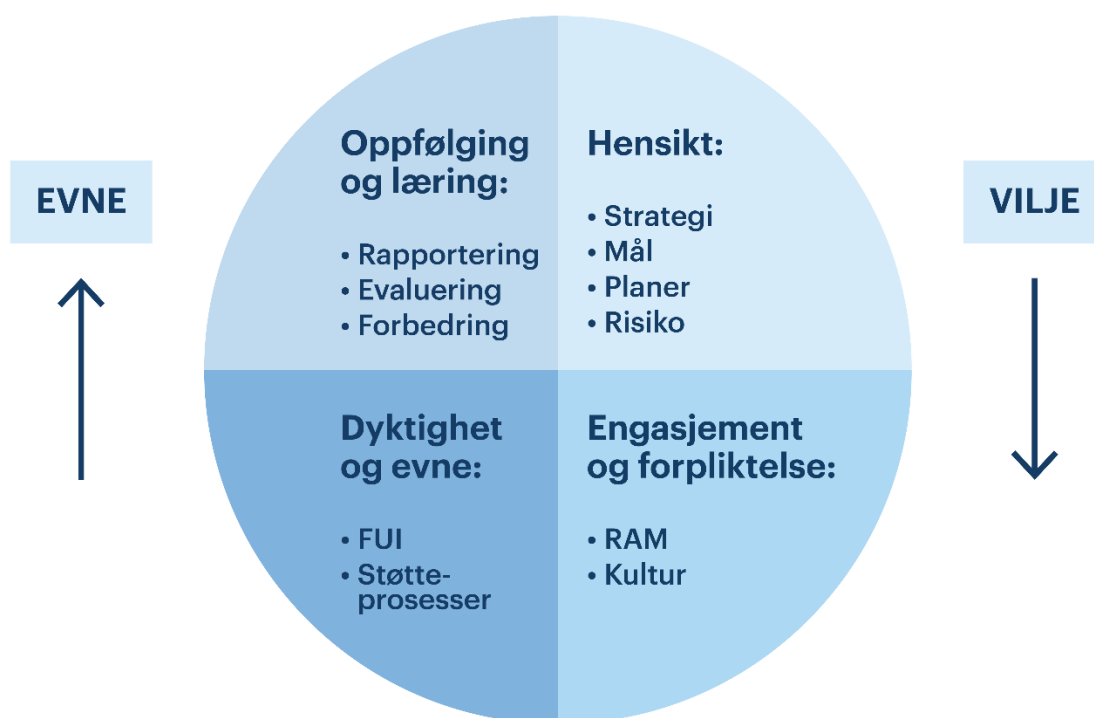 EVNE
Oppfølging
og læring:
• Rapportering
• Evaluering
• Forbedring
Hensikt:
• Strategi
• Mål
• Planer
• Risiko
VILJE
Dyktighet
og evne:
• FUI
• Støtte-
prosesser
Engasjement
og forpliktelse:
• RAM
• Kultur